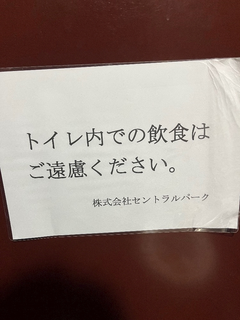 トイレ内での飲食は
ご遠慮ください。
株式会社セントラルパーク